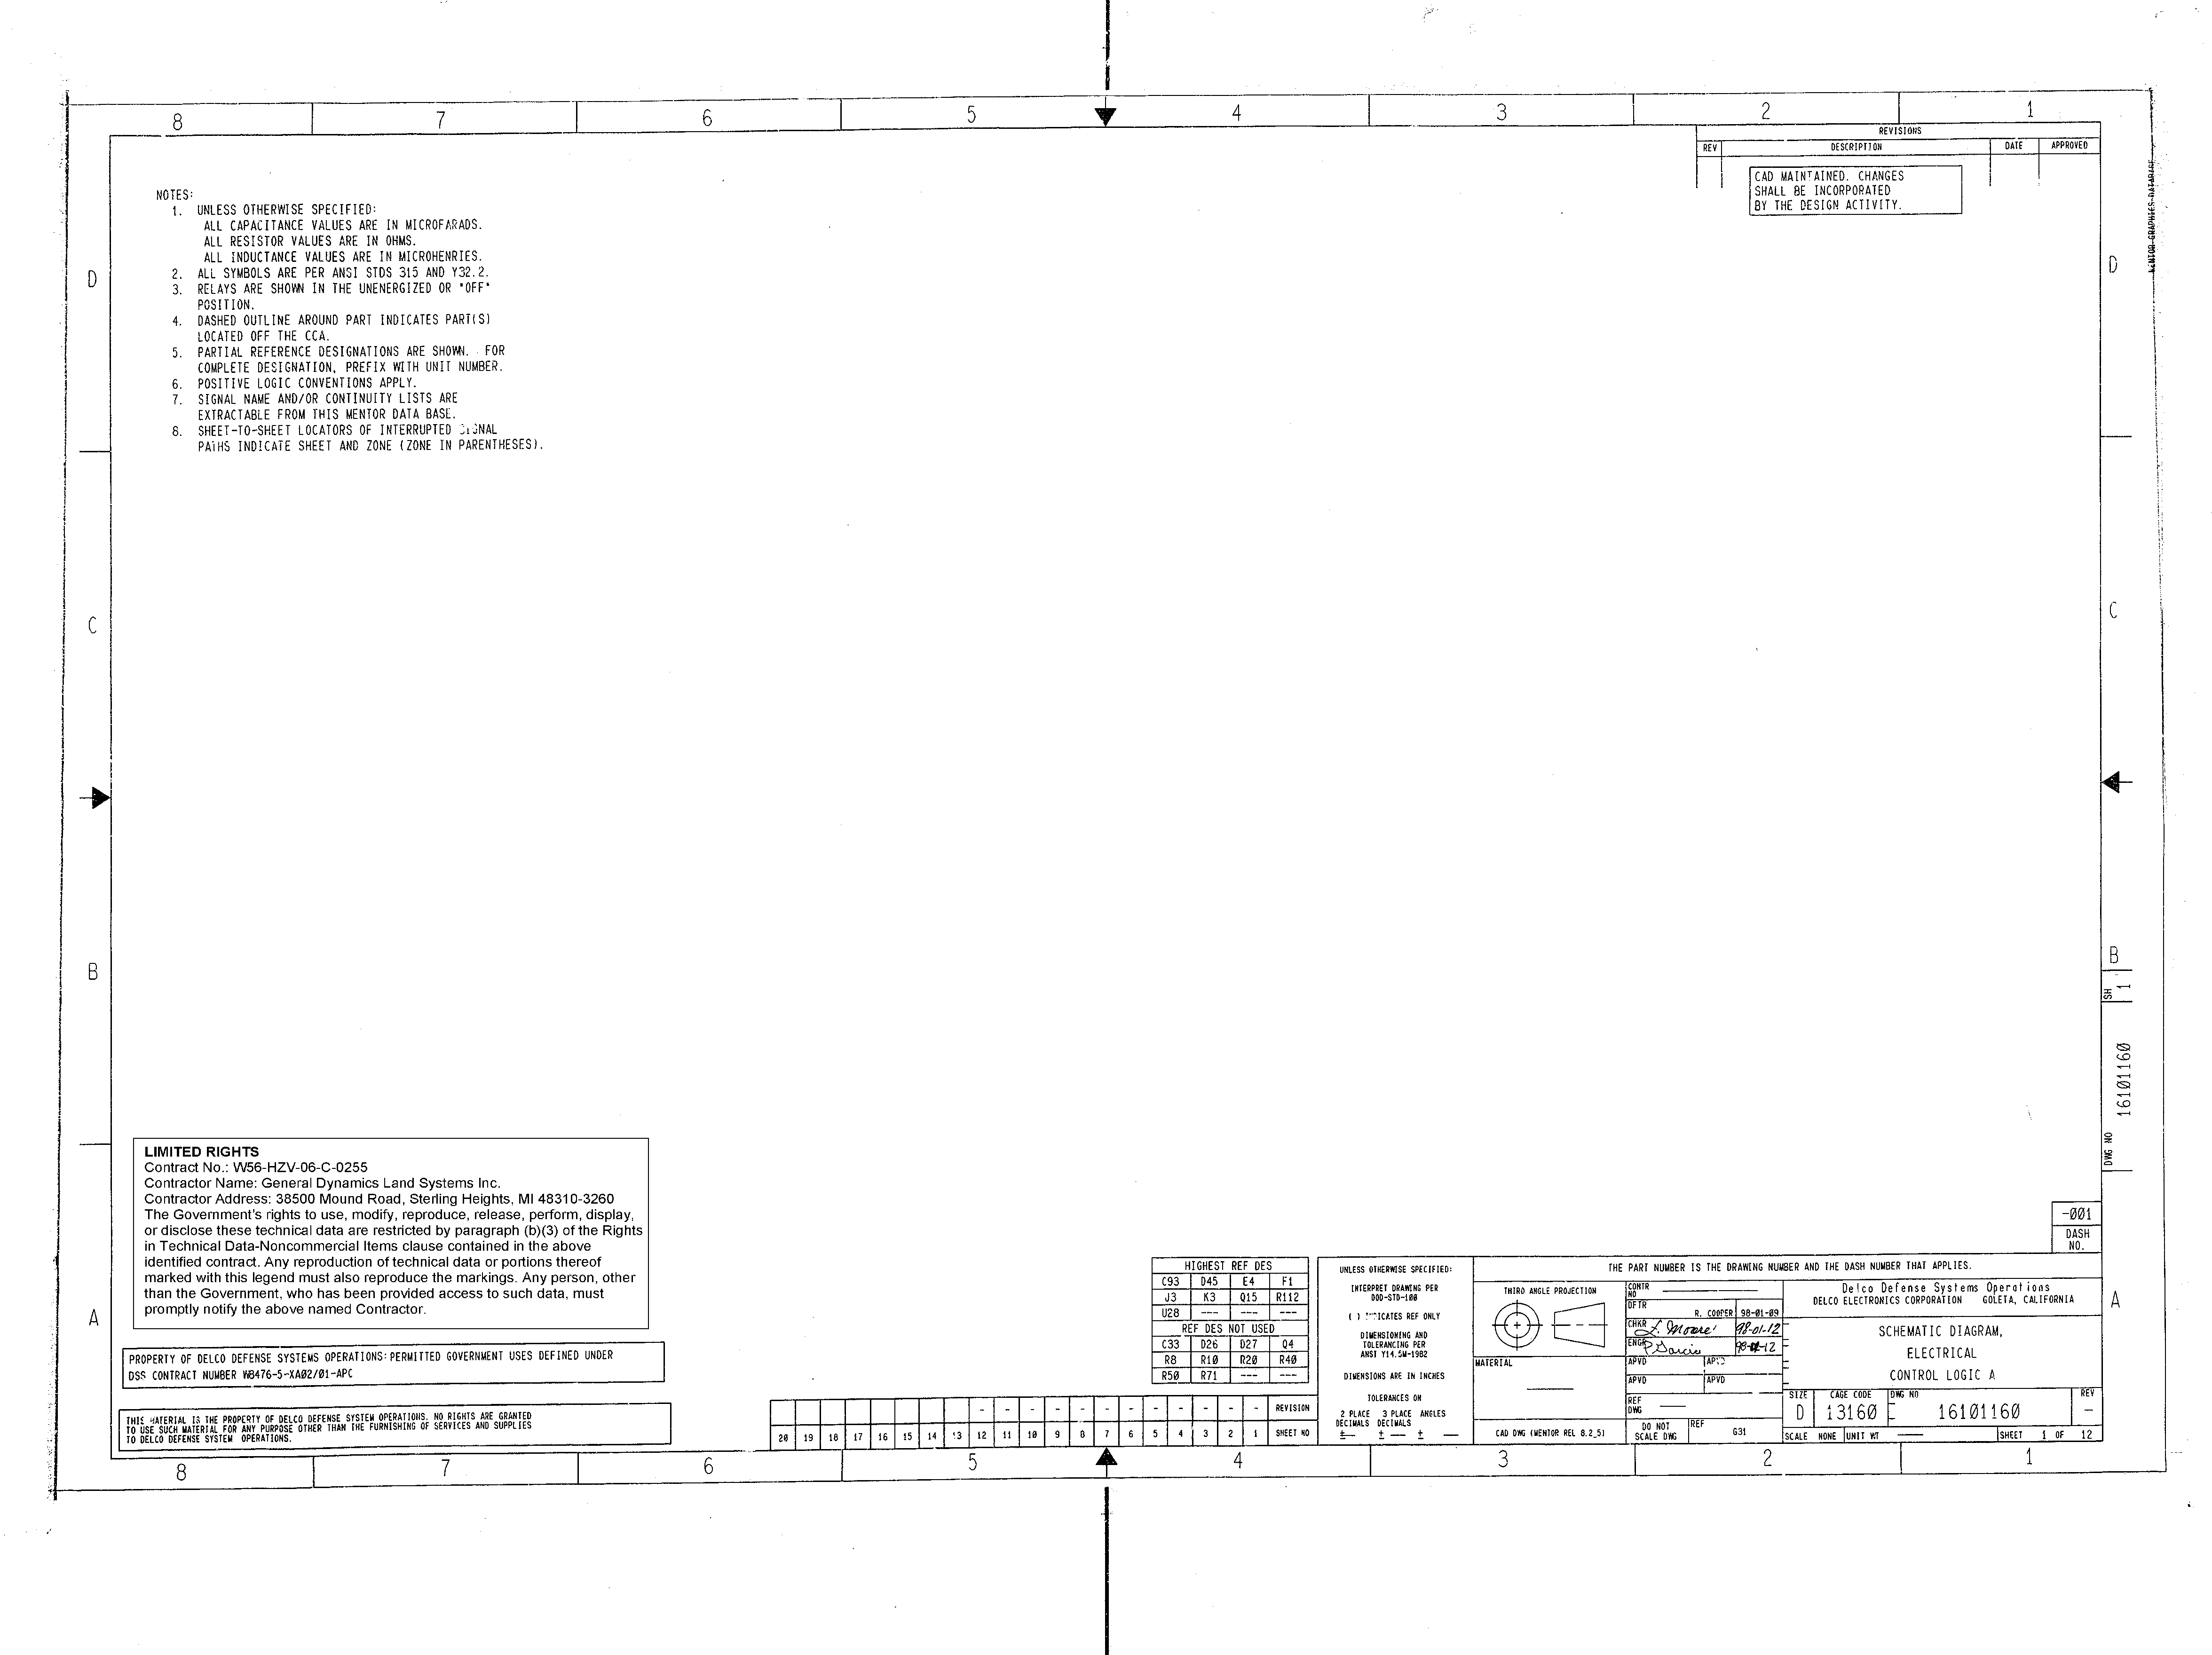 8 7 6 5 4 3 2 1
REVISIONS
REV DESCRIPTION DATE APPROVED
CAD MAINTAINED. CHANGES
SHALL BE INCORPORATED
BY THE DESIGN ACTIVITY.
NOTES:
1. UNLESS OTHERWISE SPECIFIED:
ALL CAPACITANCE VALUES ARE IN MICROFARADS.
ALL RESISTOR VALUES ARE IN OHMS.
ALL INDUCTANCE VALUES ARE IN MICROHENRIES.
2. ALL SYMBOLS ARE PER ANSI STDS 315 AND Y32.2.
3. RELAYS ARE SHOWN IN THE UNENERGIZED OR "OFF"
POSITION.
4. DASHED OUTLINE AROUND PART INDICATES PART(S)
LOCATED OFF THE CCA.
5. PARTIAL REFERENCE DESIGNATIONS ARE SHOWN. FOR
COMPLETE DESIGNATION, PREFIX WITH UNIT NUMBER.
6. POSITIVE LOGIC CONVENTIONS APPLY.
7. SIGNAL NAME AND/OR CONTINUITY LISTS ARE
EXTRACTABLE FROM THIS MENTOR DATA BASE.
8. SHEET-TO-SHEET LOCATORS OF INTERRUPTED SIGNAL
PATHS INDICATE SHEET AND ZONE (ZONE IN PARENTHESES).
D D
C C
B B
SH 1
DWG NO 16101160
-001
DASH
NO.
LIMITED RIGHTS
Contract No.: W56-HZV-06-C-0255
Contractor Name: General Dynamics Land Systems Inc.
Contractor Address: 38500 Mound Road, Sterling Heights, MI 48310-3260
The Government's rights to use, modify, reproduce, release, perform, display,
or disclose these technical data are restricted by paragraph (b)(3) of the Rights
in Technical Data-Noncommercial Items clause contained in the above
identified contract. Any reproduction of technical data or portions thereof
marked with this legend must also reproduce the markings. Any person, other
than the Government, who has been provided access to such data, must
promptly notify the above named Contractor.
A A
PROPERTY OF DELCO DEFENSE SYSTEMS OPERATIONS: PERMITTED GOVERNMENT USES DEFINED UNDER
DSS CONTRACT NUMBER W8476-5-XA02/01-APC
THIS MATERIAL IS THE PROPERTY OF DELCO DEFENSE SYSTEM OPERATIONS. NO RIGHTS ARE GRANTED
TO USE SUCH MATERIAL FOR ANY PURPOSE OTHER THAN THE FURNISHING OF SERVICES AND SUPPLIES
TO DELCO DEFENSE SYSTEM OPERATIONS.
HIGHEST REF DES
C93 D45 E4 F1
J3 K3 Q15 R112
U28 --- --- ---
REF DES NOT USED
C33 D26 D27 Q4
R8 R10 R20 R40
R50 R71 --- ---
- - - - - - - - - - - - REVISION
20 19 18 17 16 15 14 13 12 11 10 9 8 7 6 5 4 3 2 1 SHEET NO
UNLESS OTHERWISE SPECIFIED:
INTERPRET DRAWING PER
DOD-STD-100
( ) INDICATES REF ONLY
DIMENSIONING AND
TOLERANCING PER
ANSI Y14.5M-1982
DIMENSIONS ARE IN INCHES
TOLERANCES ON
2 PLACE 3 PLACE ANGLES
DECIMALS DECIMALS
± ± ±
THE PART NUMBER IS THE DRAWING NUMBER AND THE DASH NUMBER THAT APPLIES.
THIRD ANGLE PROJECTION
MATERIAL
CAD DWG (MENTOR REL 8.2_5)
CONTR
NO
DFTR R. COOPER 98-01-09
CHKR L. Moore 98-01-12
ENGR P Garcia
APVD APVD
APVD APVD
REF
DWG
DO NOT
SCALE DWG
REF G31
Delco Defense Systems Operations
DELCO ELECTRONICS CORPORATION GOLETA, CALIFORNIA
SCHEMATIC DIAGRAM,
ELECTRICAL
CONTROL LOGIC A
SIZE CAGE CODE DWG NO REV
D 13160 16101160 -
SCALE NONE UNIT WT SHEET 1 OF 12
8 7 6 5 4 3 2 1